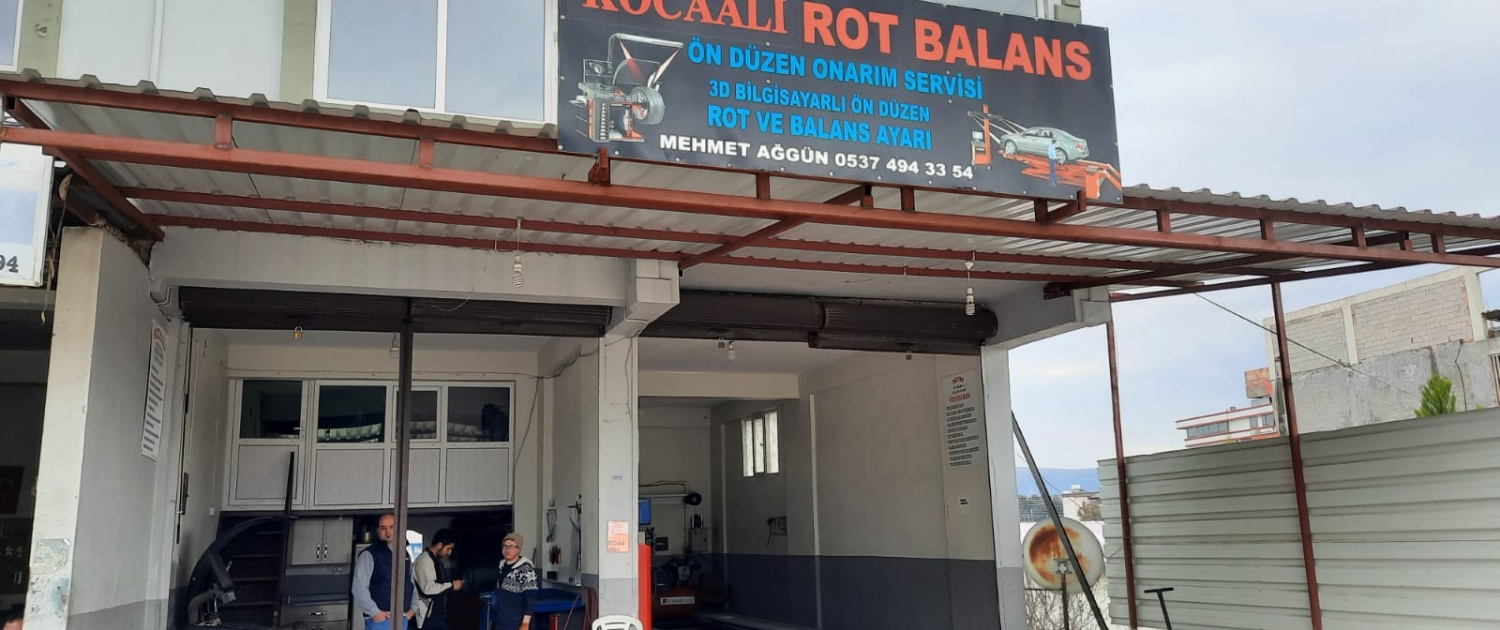 KOCAALİ ROT BALANS
ÖN DÜZEN ONARIM SERVİSİ
3D BİLGİSAYARLI ÖN DÜZEN
ROT VE BALANS AYARI
MEHMET AĞGÜN 0537 494 33 54
94